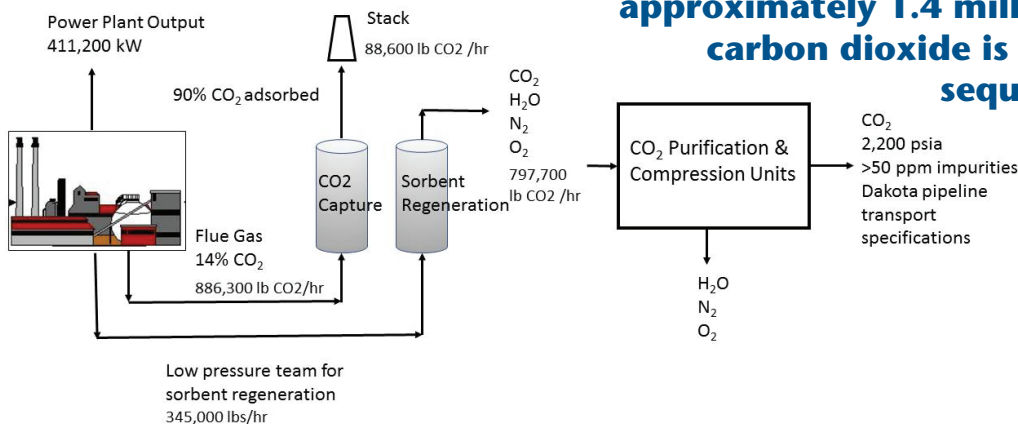 approximately 1.4 mill
carbon dioxide is
sequ
Power Plant Output
411,200 kW
Stack
88,600 lb CO2 /hr
90% CO₂ adsorbed
CO2
Capture
Sorbent
Regeneration
CO₂
H₂O
N₂
O₂
797,700
lb CO2 /hr
CO₂ Purification &
Compression Units
CO₂
2,200 psia
>50 ppm impurities
Dakota pipeline
transport
specifications
Flue Gas
14% CO₂
886,300 lb CO2/hr
H₂O
N₂
O₂
Low pressure team for
sorbent regeneration
345,000 lbs/hr